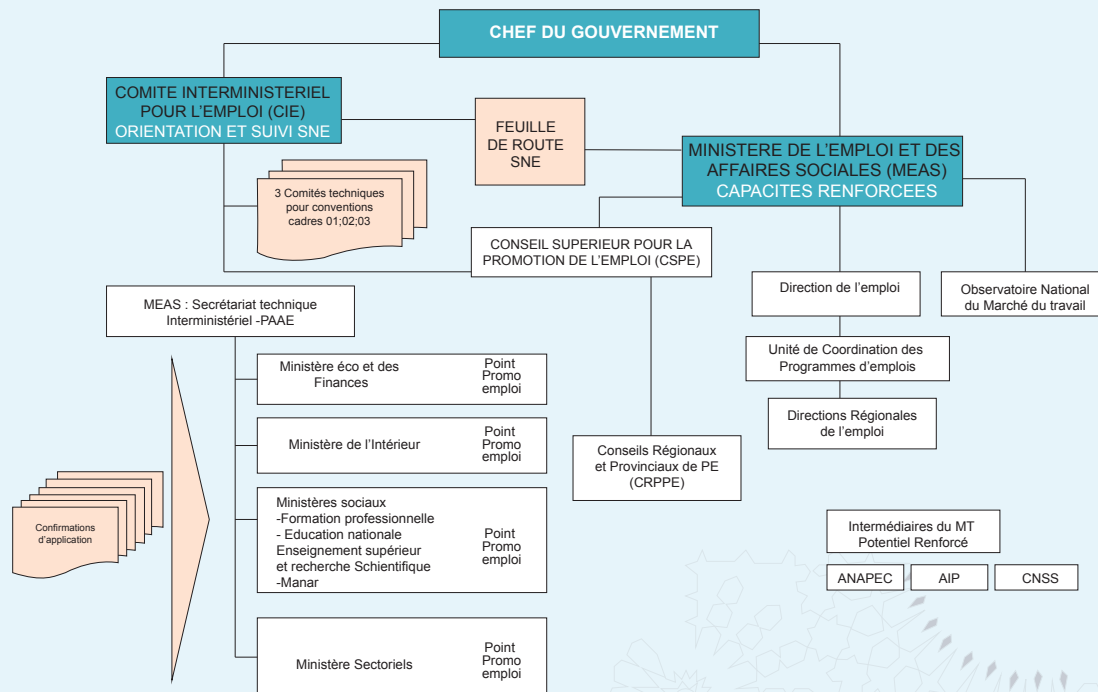 CHEF DU GOUVERNEMENT
COMITE INTERMINISTERIEL
POUR L'EMPLOI (CIE)
ORIENTATION ET SUIVI SNE
FEUILLE
DE ROUTE
SNE
MINISTERE DE L'EMPLOI ET DES
AFFAIRES SOCIALES (MEAS)
CAPACITES RENFORCEES
3 Comités techniques
pour conventions
cadres 01;02;03
CONSEIL SUPERIEUR POUR LA
PROMOTION DE L'EMPLOI (CSPE)
Direction de l'emploi
Observatoire National
du Marché du travail
MEAS : Secrétariat technique
Interministériel -PAAE
Unité de Coordination des
Programmes d'emplois
Directions Régionales
de l'emploi
Ministère éco et des
Finances
Point
Promo
emploi
Ministère de l'Intérieur
Point
Promo
emploi
Conseils Régionaux
et Provinciaux de PE
(CRPPE)
Confirmations
d'application
Ministères sociaux
-Formation professionnelle
- Education nationale
Enseignement supérieur
et recherche Schientifique
-Manar
Point
Promo
emploi
Intermédiaires du MT
Potentiel Renforcé
ANAPEC
AIP
CNSS
Ministère Sectoriels
Point
Promo
emploi